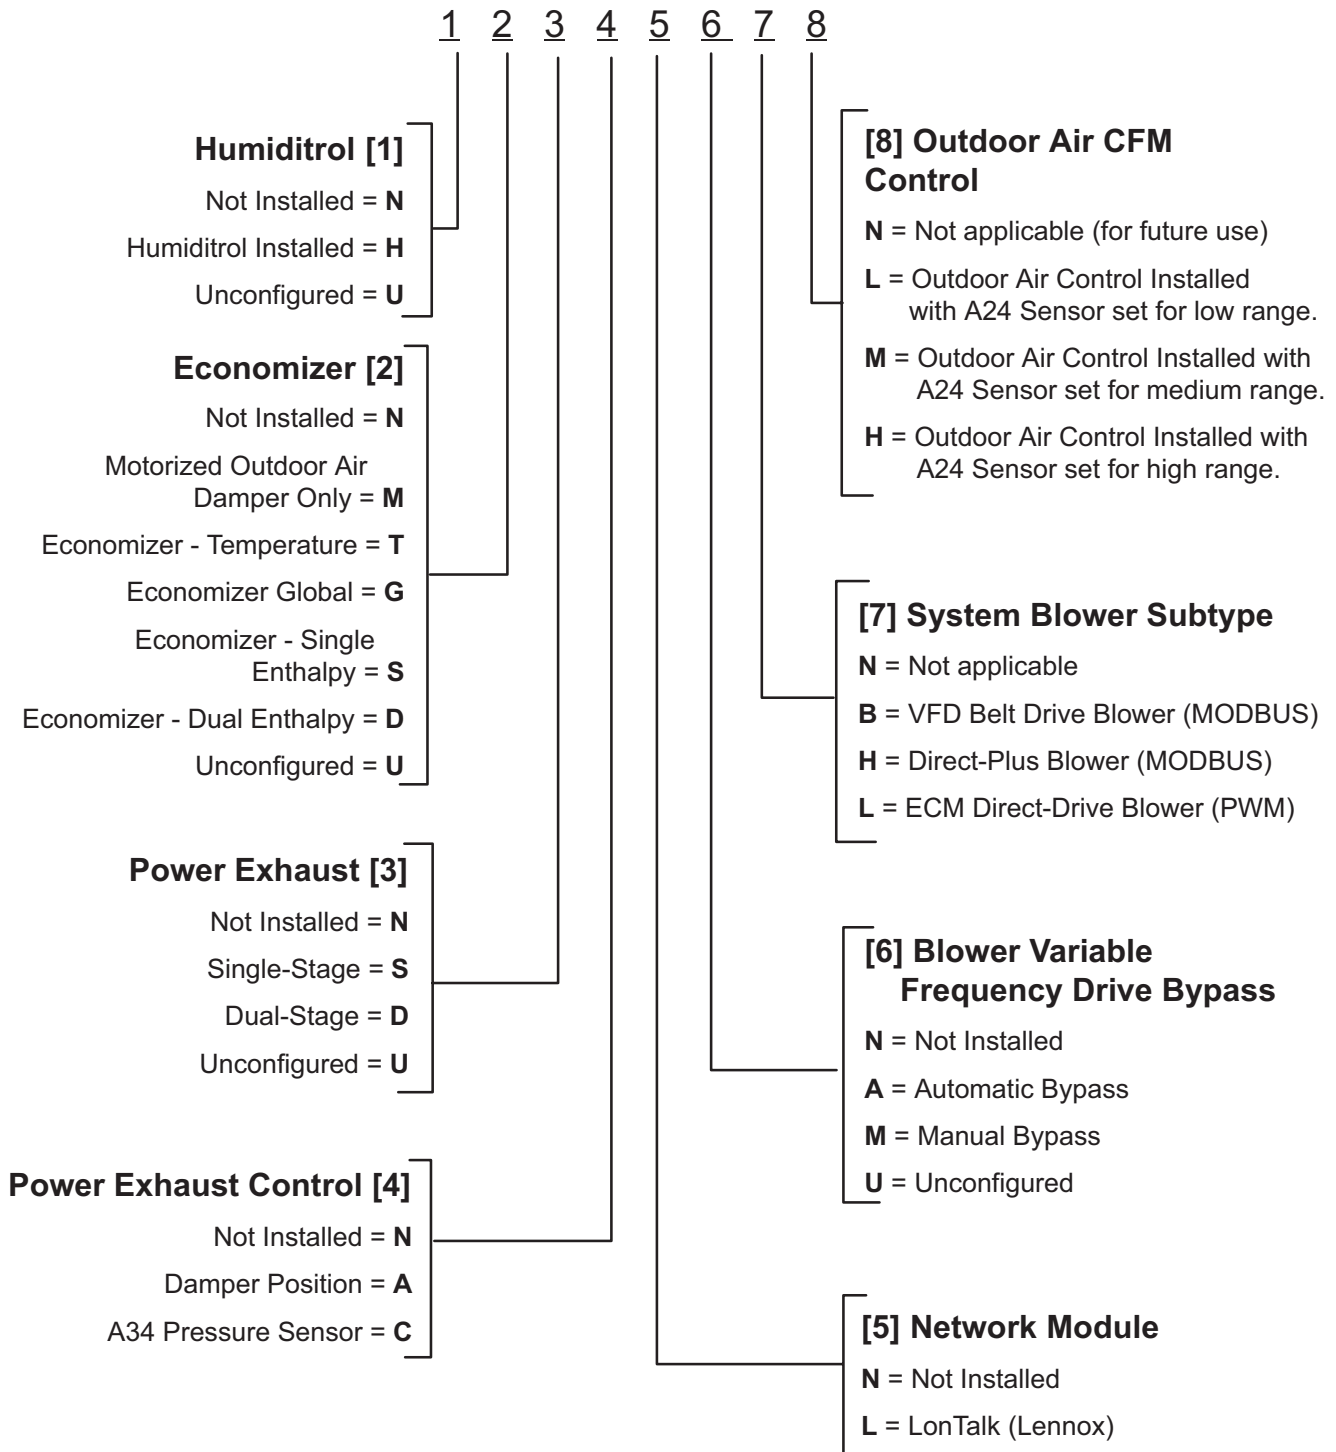 1 2 3 4 5 6 7 8
Humiditrol [1]
Not Installed = N
Humiditrol Installed = H
Unconfigured = U
Economizer [2]
Not Installed = N
Motorized Outdoor Air
Damper Only = M
Economizer - Temperature = T
Economizer Global = G
Economizer - Single
Enthalpy = S
Economizer - Dual Enthalpy = D
Unconfigured = U
Power Exhaust [3]
Not Installed = N
Single-Stage = S
Dual-Stage = D
Unconfigured = U
Power Exhaust Control [4]
Not Installed = N
Damper Position = A
A34 Pressure Sensor = C
[8] Outdoor Air CFM
Control
N = Not applicable (for future use)
L = Outdoor Air Control Installed
with A24 Sensor set for low range.
M = Outdoor Air Control Installed with
A24 Sensor set for medium range.
H = Outdoor Air Control Installed with
A24 Sensor set for high range.
[7] System Blower Subtype
N = Not applicable
B = VFD Belt Drive Blower (MODBUS)
H = Direct-Plus Blower (MODBUS)
L = ECM Direct-Drive Blower (PWM)
[6] Blower Variable
Frequency Drive Bypass
N = Not Installed
A = Automatic Bypass
M = Manual Bypass
U = Unconfigured
[5] Network Module
N = Not Installed
L = LonTalk (Lennox)